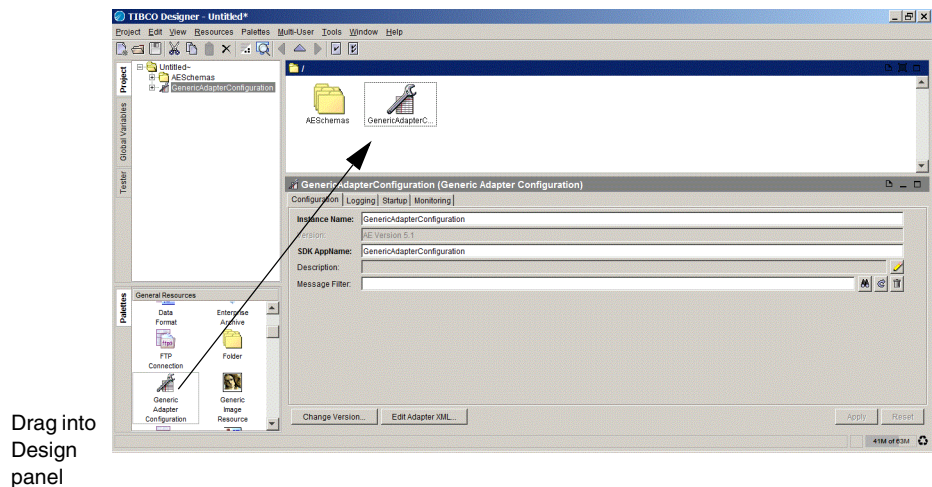 TIBCO Designer - Untitled*
Project Edit View Resources Palettes Multi-User Tools Window Help
Project
Global Variables
Tester
Untitled~
AESchemas
GenericAdapterConfiguration
/
AESchemas
GenericAdapterC...
GenericAdapterConfiguration (Generic Adapter Configuration)
Configuration Logging Startup Monitoring
Instance Name: GenericAdapterConfiguration
Version: AE Version 5.1
SDK AppName: GenericAdapterConfiguration
Description:
Message Filter:
Palettes
General Resources
Data
Format
Enterprise
Archive
ftps
FTP
Connection
Folder
Generic
Adapter
Configuration
Generic
Image
Resource
Change Version... Edit Adapter XML... Apply Reset
41M of 63M
Drag into
Design
panel